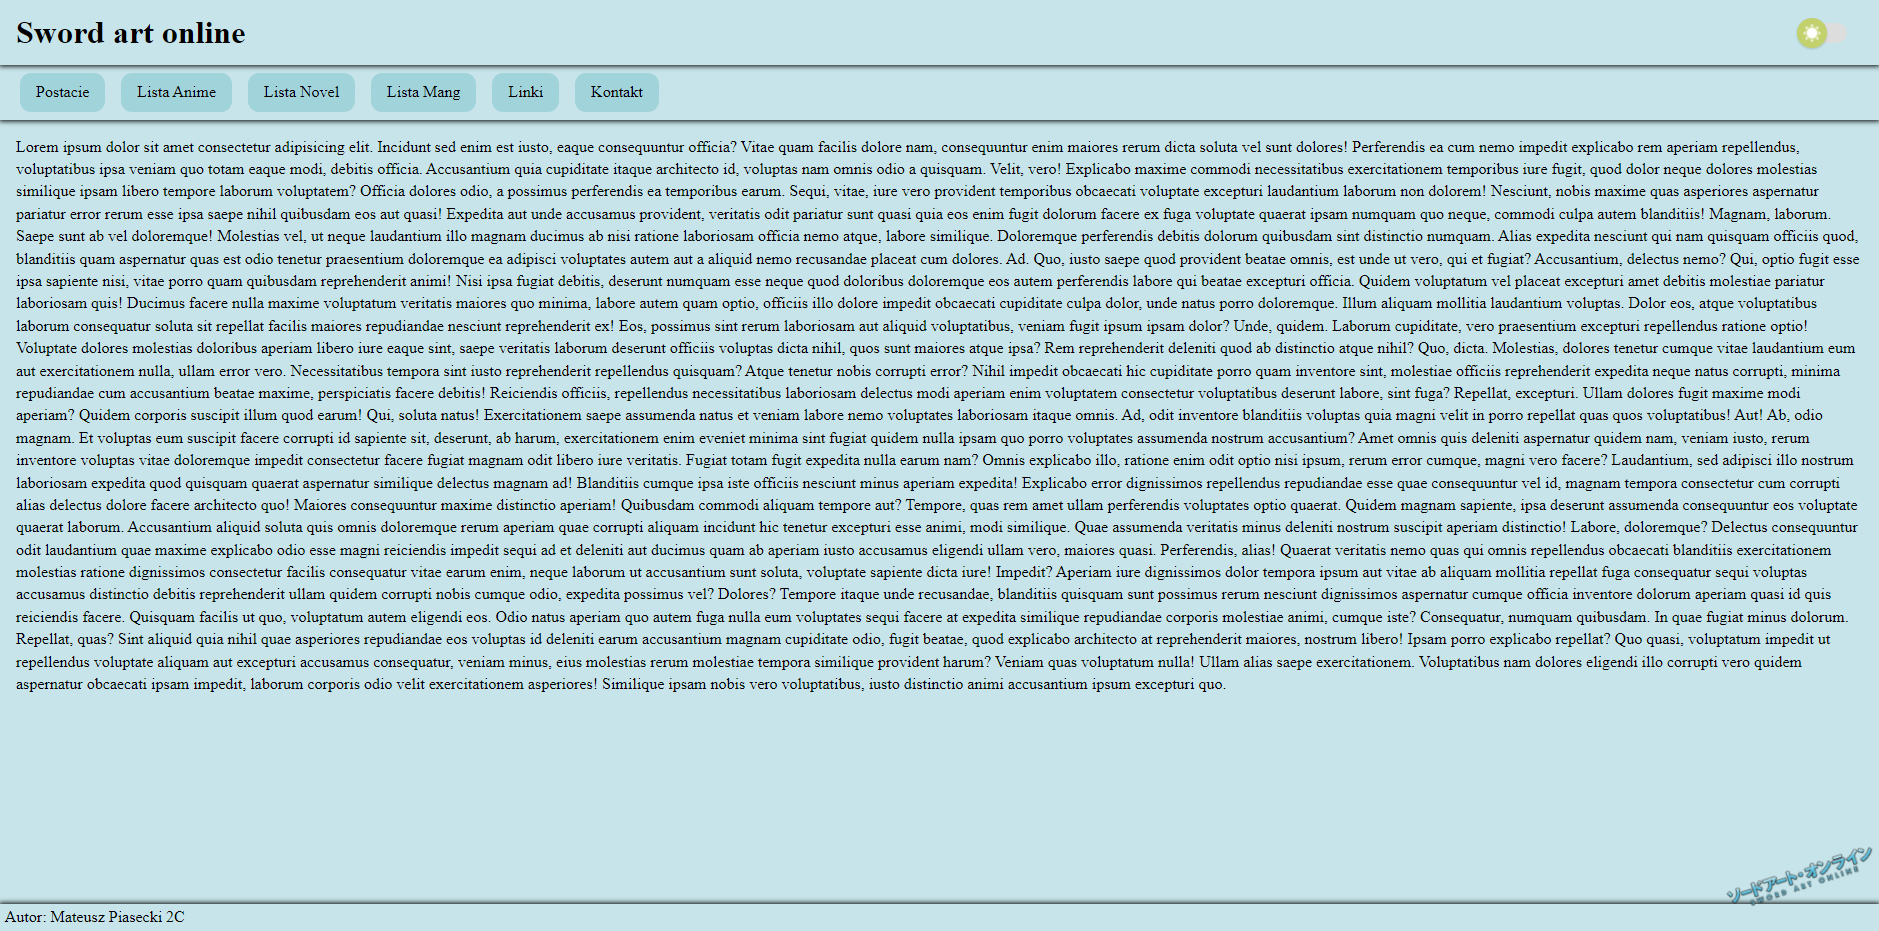 Sword art online
Postacie
Lista Anime
Lista Novel
Lista Mang
Linki
Kontakt
Lorem ipsum dolor sit amet consectetur adipisicing elit. Incidunt sed enim est iusto, eaque consequuntur officia? Vitae quam facilis dolore nam, consequuntur enim maiores rerum dicta soluta vel sunt dolores! Perferendis ea cum nemo impedit explicabo rem aperiam repellendus,
voluptatibus ipsa veniam quo totam eaque modi, debitis officia. Accusantium quia cupiditate itaque architecto id, voluptas nam omnis odio a quisquam. Velit, vero! Explicabo maxime commodi necessitatibus exercitationem temporibus iure fugit, quod dolor neque dolores molestias
similique ipsam libero tempore laborum voluptatem? Officia dolores odio, a possimus perferendis ea temporibus earum. Sequi, vitae, iure vero provident temporibus obcaecati voluptate excepturi laudantium laborum non dolorem! Nesciunt, nobis maxime quas asperiores aspernatur
pariatur error rerum esse ipsa saepe nihil quibusdam eos aut quasi! Expedita aut unde accusamus provident, veritatis odit pariatur sunt quasi quia eos enim fugit dolorum facere ex fuga voluptate quaerat ipsam numquam quo neque, commodi culpa autem blanditiis! Magnam, laborum.
Saepe sunt ab vel doloremque! Molestias vel, ut neque laudantium illo magnam ducimus ab nisi ratione laboriosam officia nemo atque, labore similique. Doloremque perferendis debitis dolorum quibusdam sint distinctio numquam. Alias expedita nesciunt qui nam quisquam officiis quod,
blanditiis quam aspernatur quas est odio tenetur praesentium doloremque ea adipisci voluptates autem aut a aliquid nemo recusandae placeat cum dolores. Ad. Quo, iusto saepe quod provident beatae omnis, est unde ut vero, qui et fugiat? Accusantium, delectus nemo? Qui, optio fugit esse
ipsa sapiente nisi, vitae porro quam quibusdam reprehenderit animi! Nisi ipsa fugiat debitis, deserunt numquam esse neque quod doloribus doloremque eos autem perferendis labore qui beatae excepturi officia. Quidem voluptatum vel placeat excepturi amet debitis molestiae pariatur
laboriosam quis! Ducimus facere nulla maxime voluptatum veritatis maiores quo minima, labore autem quam optio, officiis illo dolore impedit obcaecati cupiditate culpa dolor, unde natus porro doloremque. Illum aliquam mollitia laudantium voluptas. Dolor eos, atque voluptatibus
laborum consequatur soluta sit repellat facilis maiores repudiandae nesciunt reprehenderit ex! Eos, possimus sint rerum laboriosam aut aliquid voluptatibus, veniam fugit ipsum ipsam dolor? Unde, quidem. Laborum cupiditate, vero praesentium excepturi repellendus ratione optio!
Voluptate dolores molestias doloribus aperiam libero iure eaque sint, saepe veritatis laborum deserunt officiis voluptas dicta nihil, quos sunt maiores atque ipsa? Rem reprehenderit deleniti quod ab distinctio atque nihil? Quo, dicta. Molestias, dolores tenetur cumque vitae laudantium eum
aut exercitationem nulla, ullam error vero. Necessitatibus tempora sint iusto reprehenderit repellendus quisquam? Atque tenetur nobis corrupti error? Nihil impedit obcaecati hic cupiditate porro quam inventore sint, molestiae officiis reprehenderit expedita neque natus corrupti, minima
repudiandae cum accusantium beatae maxime, perspiciatis facere debitis! Reiciendis officiis, repellendus necessitatibus laboriosam delectus modi aperiam enim voluptatem consectetur voluptatibus deserunt labore, sint fuga? Repellat, excepturi. Ullam dolores fugit maxime modi
aperiam? Quidem corporis suscipit illum quod earum! Qui, soluta natus! Exercitationem saepe assumenda natus et veniam labore nemo voluptates laboriosam itaque omnis. Ad, odit inventore blanditiis voluptas quia magni velit in porro repellat quas quos voluptatibus! Aut! Ab, odio
magnam. Et voluptas eum suscipit facere corrupti id sapiente sit, deserunt, ab harum, exercitationem enim eveniet minima sint fugiat quidem nulla ipsam quo porro voluptates assumenda nostrum accusantium? Amet omnis quis deleniti aspernatur quidem nam, veniam iusto, rerum
inventore voluptas vitae doloremque impedit consectetur facere fugiat magnam odit libero iure veritatis. Fugiat totam fugit expedita nulla earum nam? Omnis explicabo illo, ratione enim odit optio nisi ipsum, rerum error cumque, magni vero facere? Laudantium, sed adipisci illo nostrum
laboriosam expedita quod quisquam quaerat aspernatur similique delectus magnam ad! Blanditiis cumque ipsa iste officiis nesciunt minus aperiam expedita! Explicabo error dignissimos repellendus repudiandae esse quae consequuntur vel id, magnam tempora consectetur cum corrupti
alias delectus dolore facere architecto quo! Maiores consequuntur maxime distinctio aperiam! Quibusdam commodi aliquam tempore aut? Tempore, quas rem amet ullam perferendis voluptates optio quaerat. Quidem magnam sapiente, ipsa deserunt assumenda consequuntur eos voluptate
quaerat laborum. Accusantium aliquid soluta quis omnis doloremque rerum aperiam quae corrupti aliquam incidunt hic tenetur excepturi esse animi, modi similique. Quae assumenda veritatis minus deleniti nostrum suscipit aperiam distinctio! Labore, doloremque? Delectus consequuntur
odit laudantium quae maxime explicabo odio esse magni reiciendis impedit sequi ad et deleniti aut ducimus quam ab aperiam iusto accusamus eligendi ullam vero, maiores quasi. Perferendis, alias! Quaerat veritatis nemo quas qui omnis repellendus obcaecati blanditiis exercitationem
molestias ratione dignissimos consectetur facilis consequatur vitae earum enim, neque laborum ut accusantium sunt soluta, voluptate sapiente dicta iure! Impedit? Aperiam iure dignissimos dolor tempora ipsum aut vitae ab aliquam mollitia repellat fuga consequatur sequi voluptas
accusamus distinctio debitis reprehenderit ullam quidem corrupti nobis cumque odio, expedita possimus vel? Dolores? Tempore itaque unde recusandae, blanditiis quisquam sunt possimus rerum nesciunt dignissimos aspernatur cumque officia inventore dolorum aperiam quasi id quis
reiciendis facere. Quisquam facilis ut quo, voluptatum autem eligendi eos. Odio natus aperiam quo autem fuga nulla eum voluptates sequi facere at expedita similique repudiandae corporis molestiae animi, cumque iste? Consequatur, numquam quibusdam. In quae fugiat minus dolorum.
Repellat, quas? Sint aliquid quia nihil quae asperiores repudiandae eos voluptas id deleniti earum accusantium magnam cupiditate odio, fugit beatae, quod explicabo architecto at reprehenderit maiores, nostrum libero! Ipsam porro explicabo repellat? Quo quasi, voluptatum impedit ut
repellendus voluptate aliquam aut excepturi accusamus consequatur, veniam minus, eius molestias rerum molestiae tempora similique provident harum? Veniam quas voluptatum nulla! Ullam alias saepe exercitationem. Voluptatibus nam dolores eligendi illo corrupti vero quidem
aspernatur obcaecati ipsam impedit, laborum corporis odio velit exercitationem asperiores! Similique ipsam nobis vero voluptatibus, iusto distinctio animi accusantium ipsum excepturi quo.
ソードアート・オンライン
SWORD ART ONLINE
Autor: Mateusz Piasecki 2C